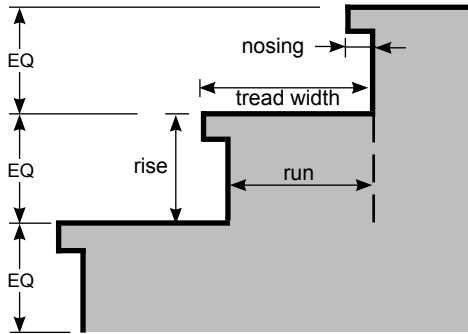 nosing
EQ
tread width
EQ
rise
run
EQ